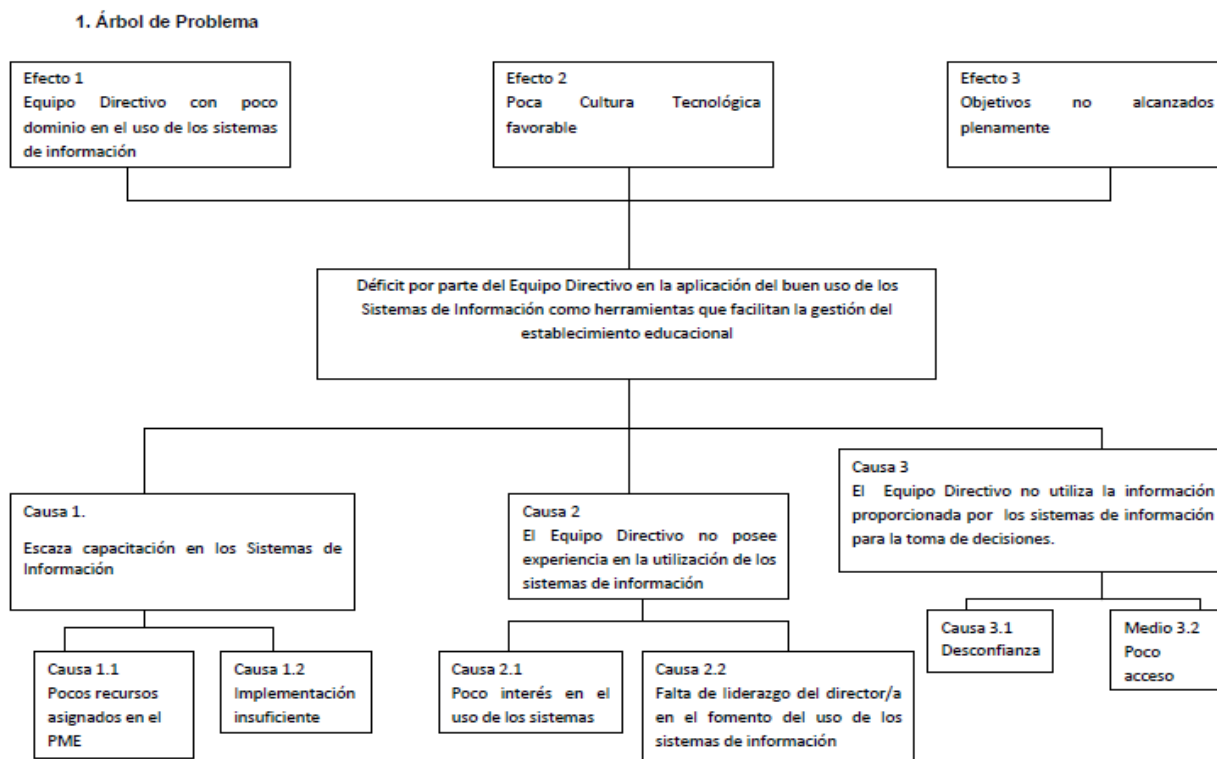 1. Árbol de Problema
Efecto 1
Equipo Directivo con poco
dominio en el uso de los sistemas
de información
Efecto 2
Poca Cultura Tecnológica
favorable
Efecto 3
Objetivos no alcanzados
plenamente
Déficit por parte del Equipo Directivo en la aplicación del buen uso de los
Sistemas de Información como herramientas que facilitan la gestión del
establecimiento educacional
Causa 1.
Escaza capacitación en los Sistemas de
Información
Causa 2
El Equipo Directivo no posee
experiencia en la utilización de los
sistemas de información
Causa 3
El Equipo Directivo no utiliza la información
proporcionada por los sistemas de información
para la toma de decisiones.
Causa 1.1
Pocos recursos
asignados en el
PME
Causa 1.2
Implementación
insuficiente
Causa 2.1
Poco interés en el
uso de los sistemas
Causa 2.2
Falta de liderazgo del director/a
en el fomento del uso de los
sistemas de información
Causa 3.1
Desconfianza
Medio 3.2
Poco
acceso